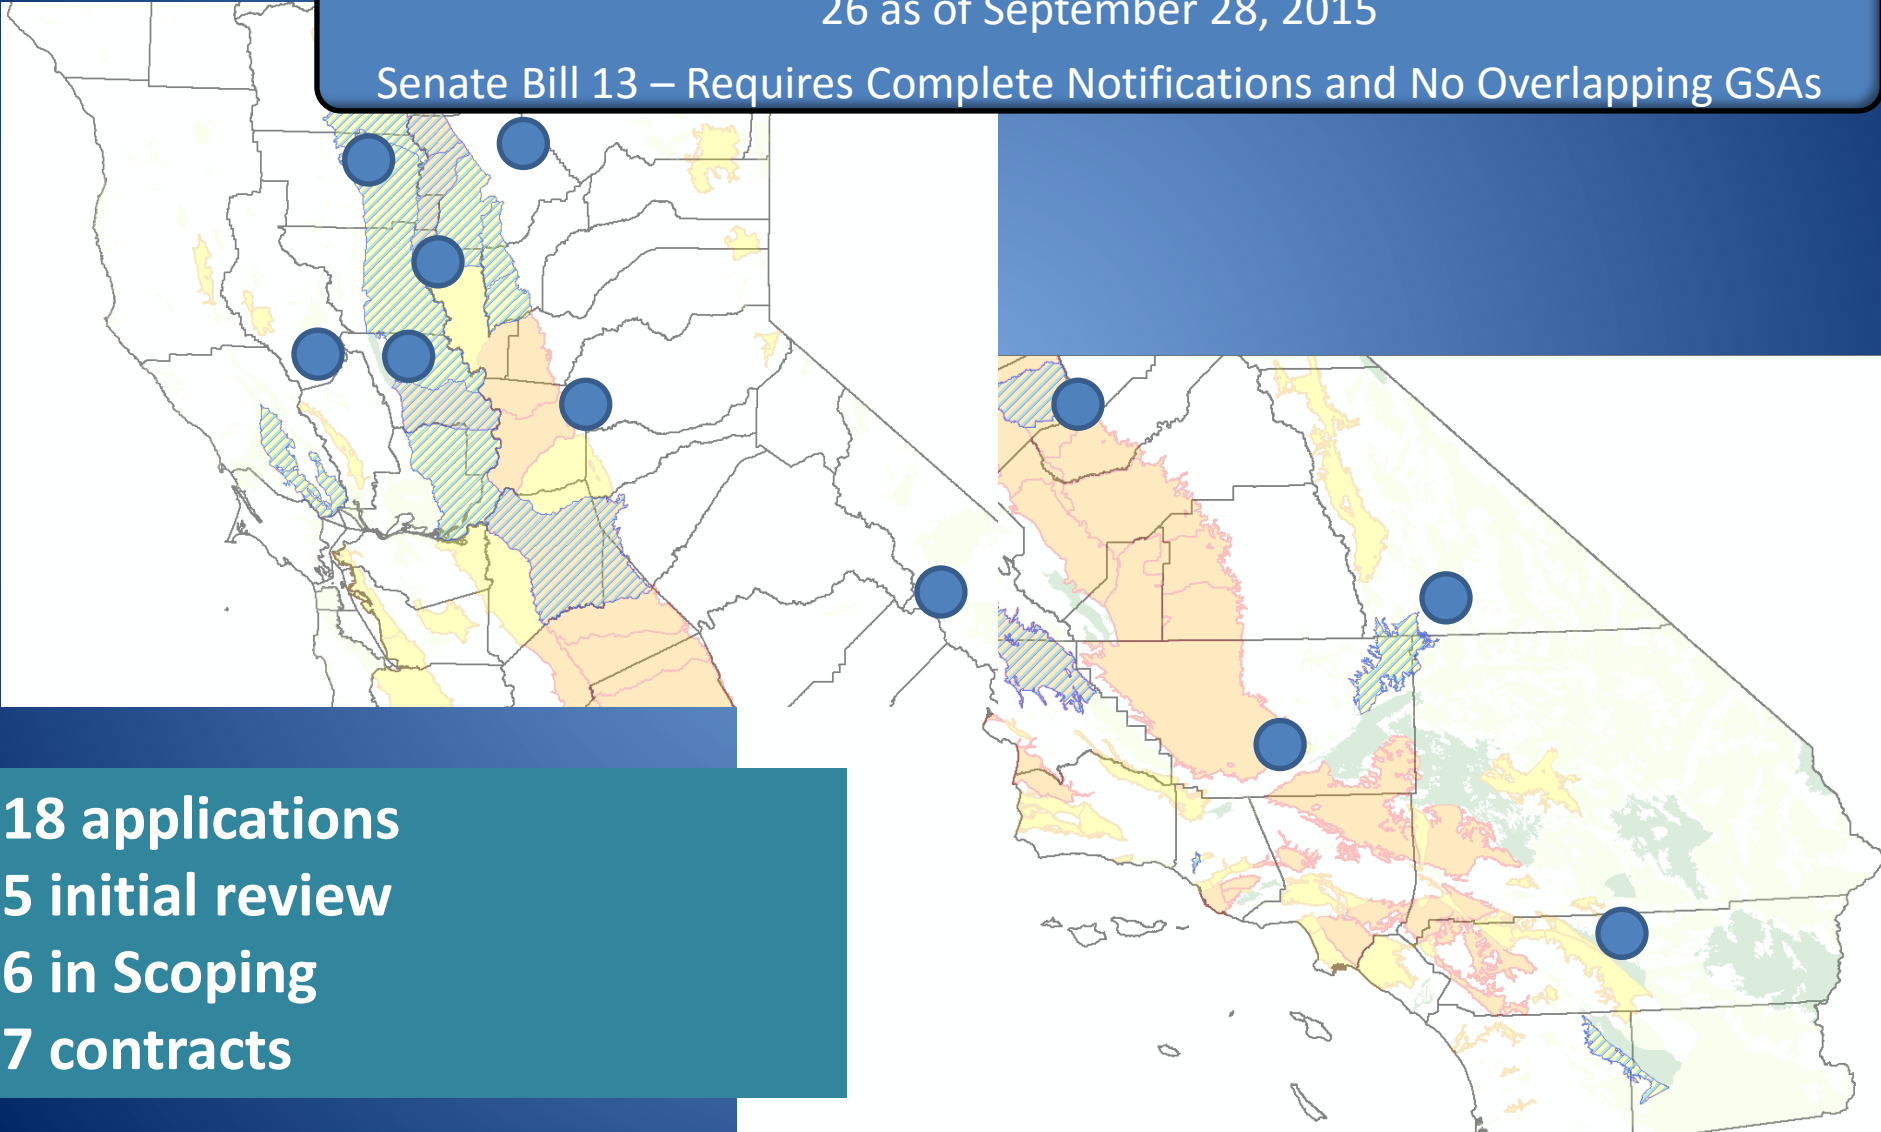 26 as of September 28, 2015
Senate Bill 13 – Requires Complete Notifications and No Overlapping GSAs
18 applications
5 initial review
6 in Scoping
7 contracts